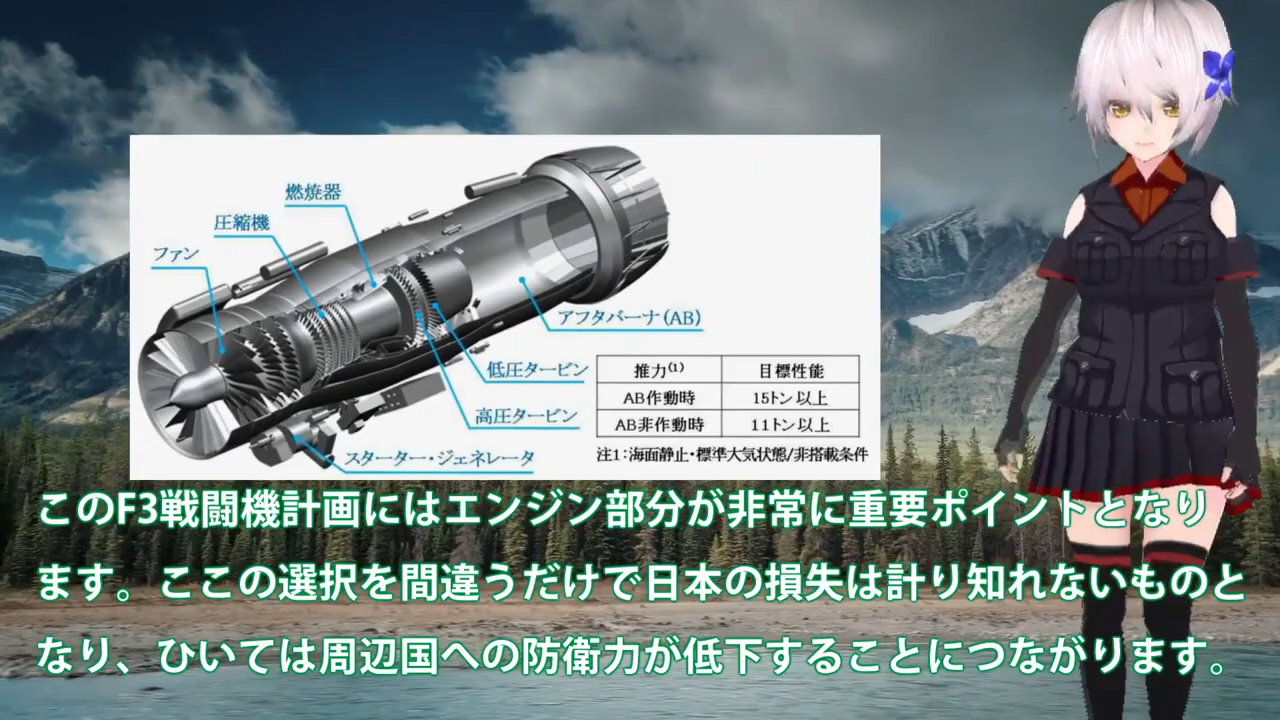 燃焼器
圧縮機
ファン
アフタバーナ(AB)
低圧タービン
高圧タービン
スターター・ジェネレータ
推力(1) 目標性能
AB作動時 15トン以上
AB非作動時 11トン以上
注1:海面静止・標準大気状態/非搭載条件
このF3戦闘機計画にはエンジン部分が非常に重要ポイントとなり
ます。ここの選択を間違うだけで日本の損失は計り知れないものと
なり、ひいては周辺国への防衛力が低下することにつながります。